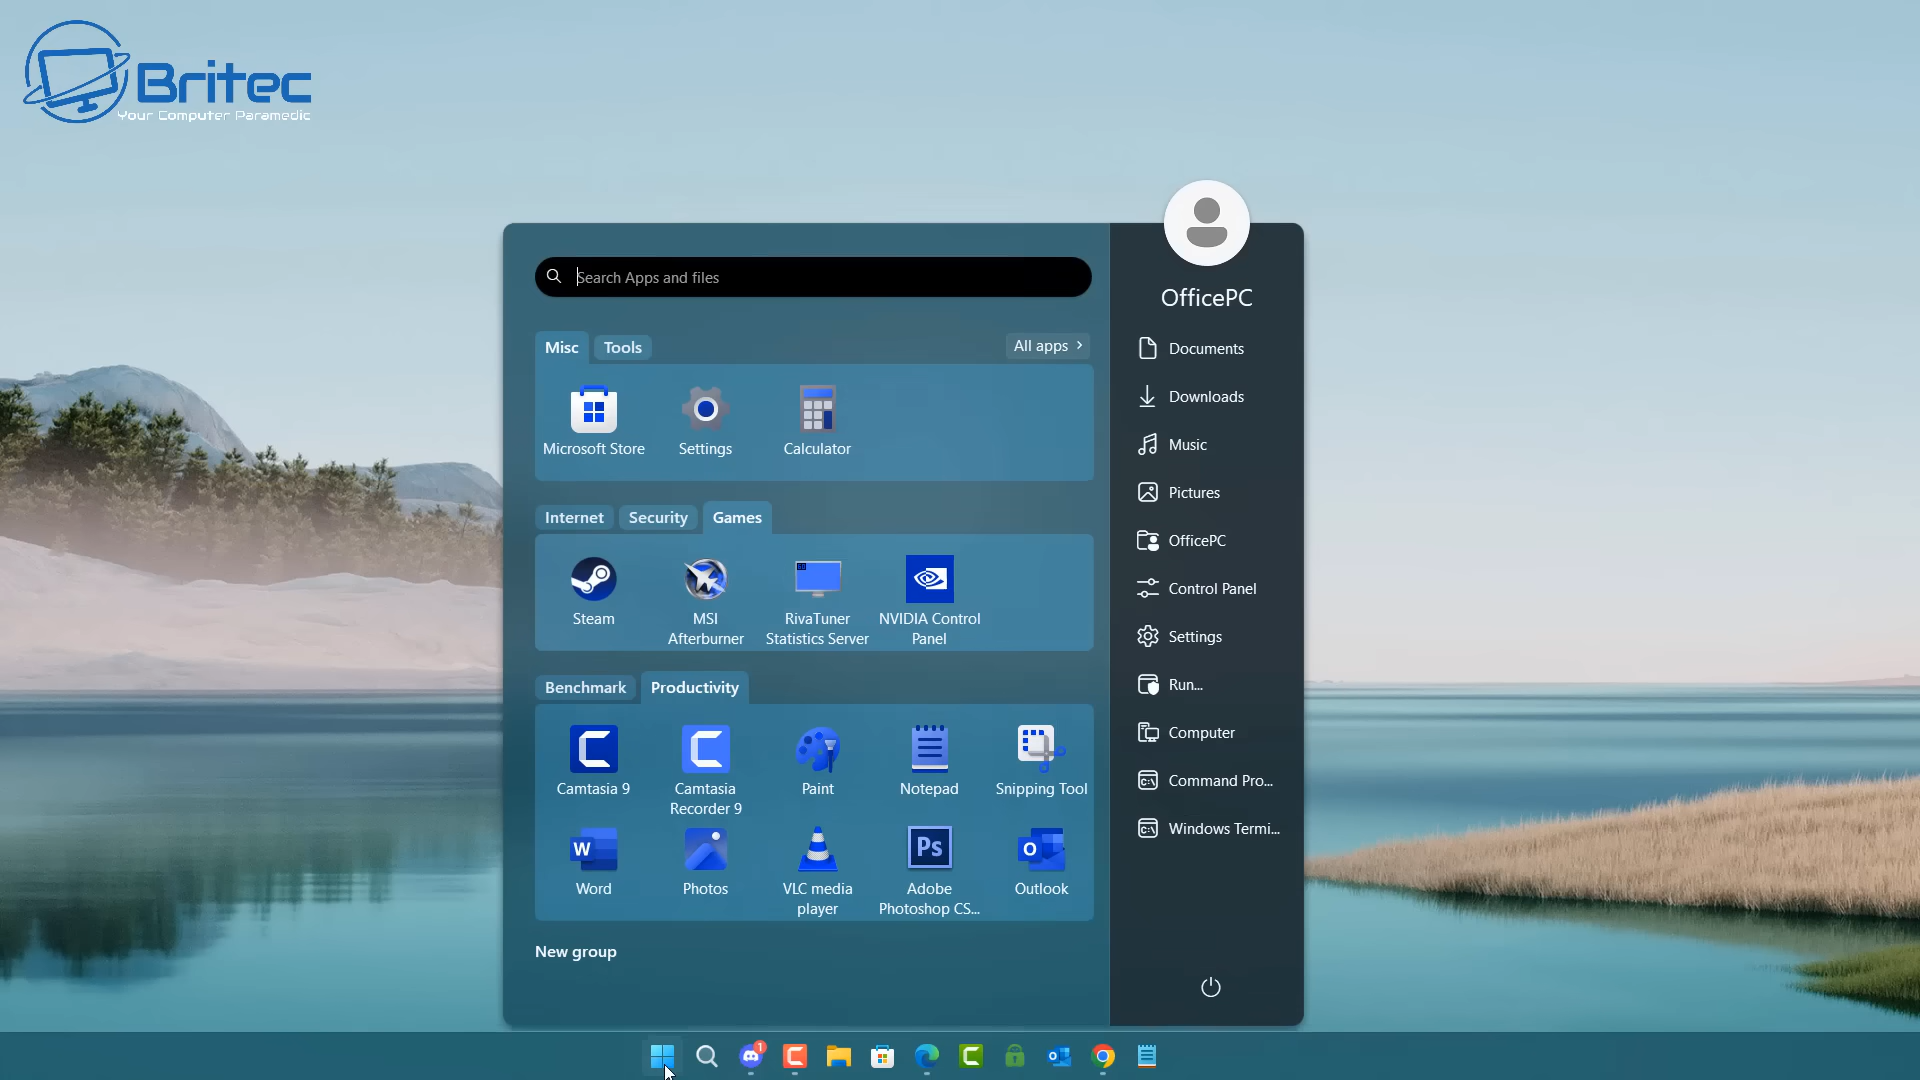 Britec
Your Computer Paramedic
Search Apps and files
Misc
Tools
All apps
Microsoft Store
Settings
Calculator
Internet
Security
Games
Steam
MSI
Afterburner
RivaTuner
Statistics Server
NVIDIA Control
Panel
Benchmark
Productivity
Camtasia 9
Camtasia
Recorder 9
Paint
Notepad
Snipping Tool
W
Word
Photos
VLC media
player
Ps
Adobe
Photoshop CS...
O
Outlook
New group
OfficePC
Documents
Downloads
Music
Pictures
OfficePC
Control Panel
Settings
Run...
Computer
C:\
Command Pro...
C:\
Windows Termi...
1